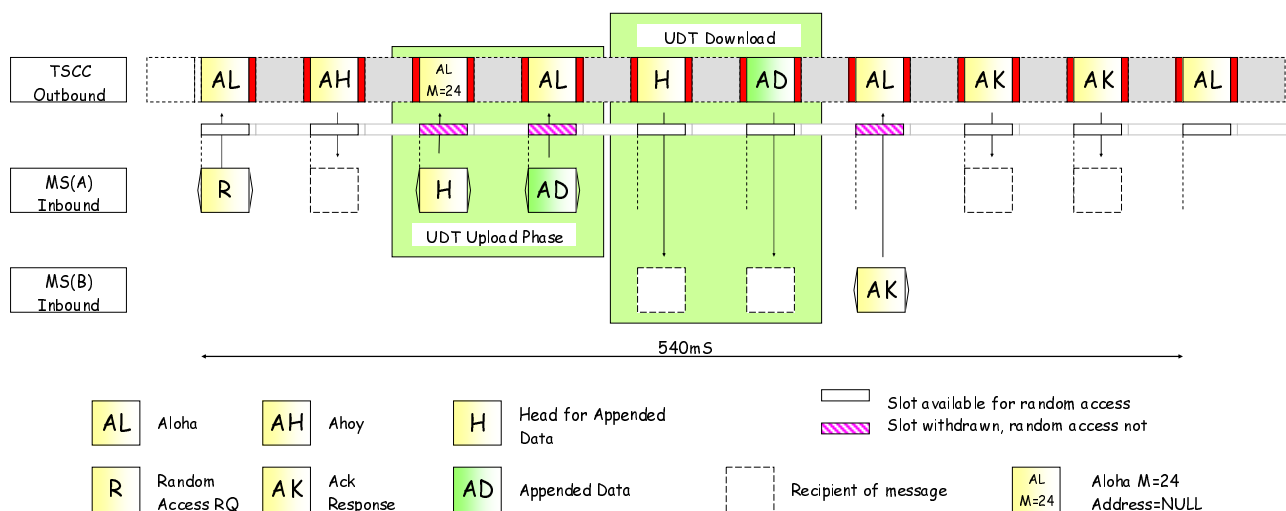 UDT Download
TSCC
Outbound
AL
AH
AL
M=24
AL
H
AD
AL
AK
AK
AL
MS(A)
Inbound
R
H
AD
UDT Upload Phase
MS(B)
Inbound
AK
540mS
AL
Aloha
AH
Ahoy
H
Head for Appended
Data
Slot available for random access
Slot withdrawn, random access not
R
Random
Access RQ
AK
Ack
Response
AD
Appended Data
Recipient of message
AL
M=24
Aloha M=24
Address=NULL